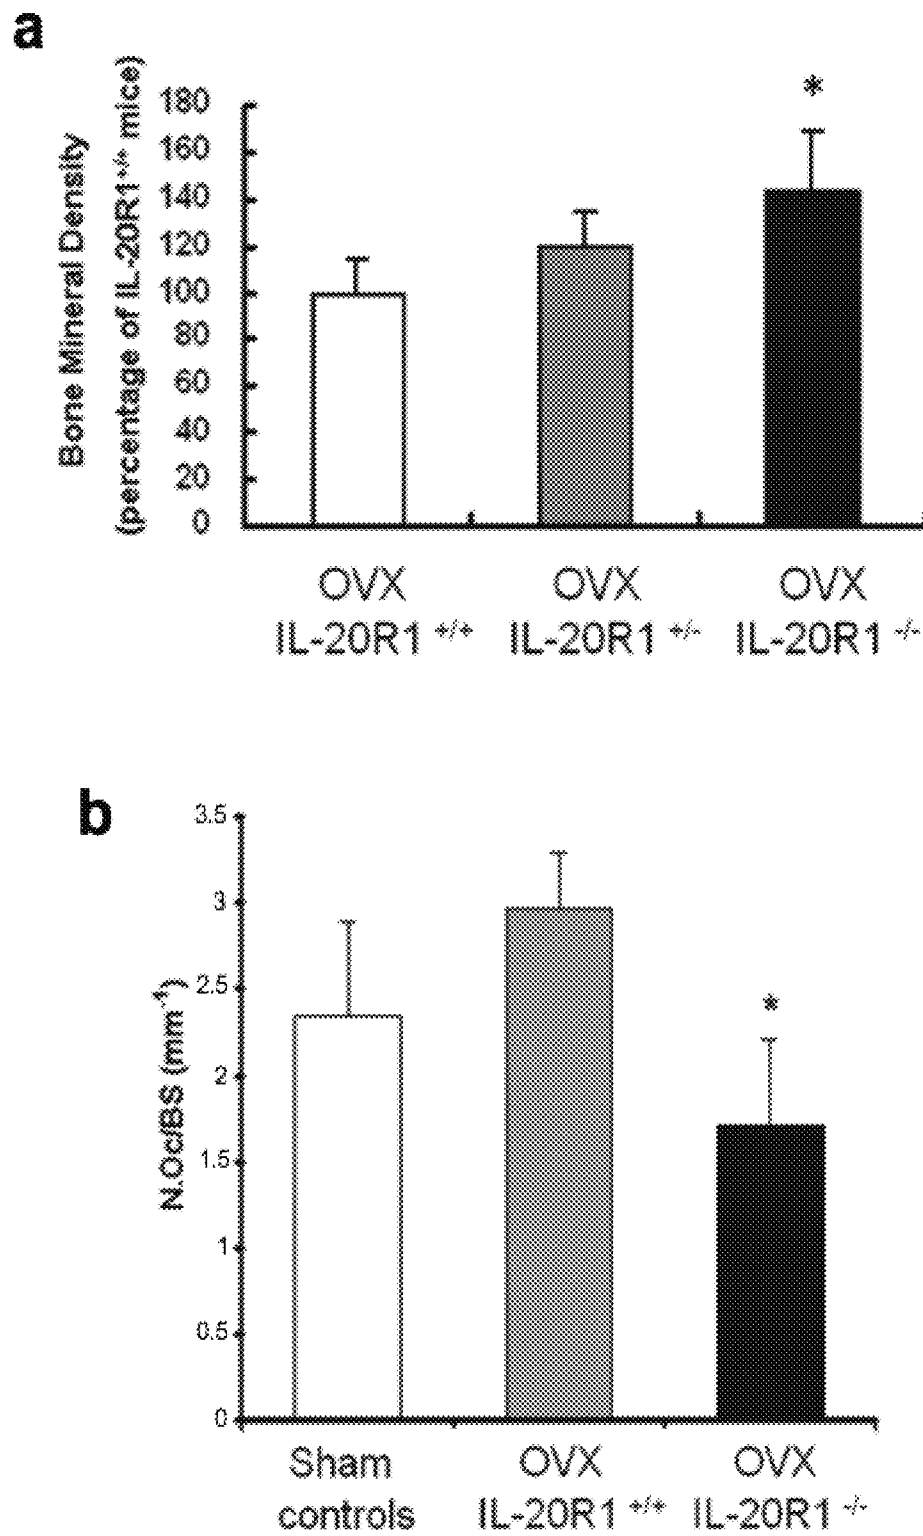 a
Bone Mineral Density
(percentage of IL-20R1+/+ mice)
180
160
140
120
100
80
60
40
20
0
*
OVX OVX OVX
IL-20R1 +/+ IL-20R1 +/- IL-20R1 -/-
b
N.Oc/BS (mm-1)
3.5
3
2.5
2
1.5
1
0.5
0
*
Sham OVX OVX
controls IL-20R1 +/+ IL-20R1 -/-